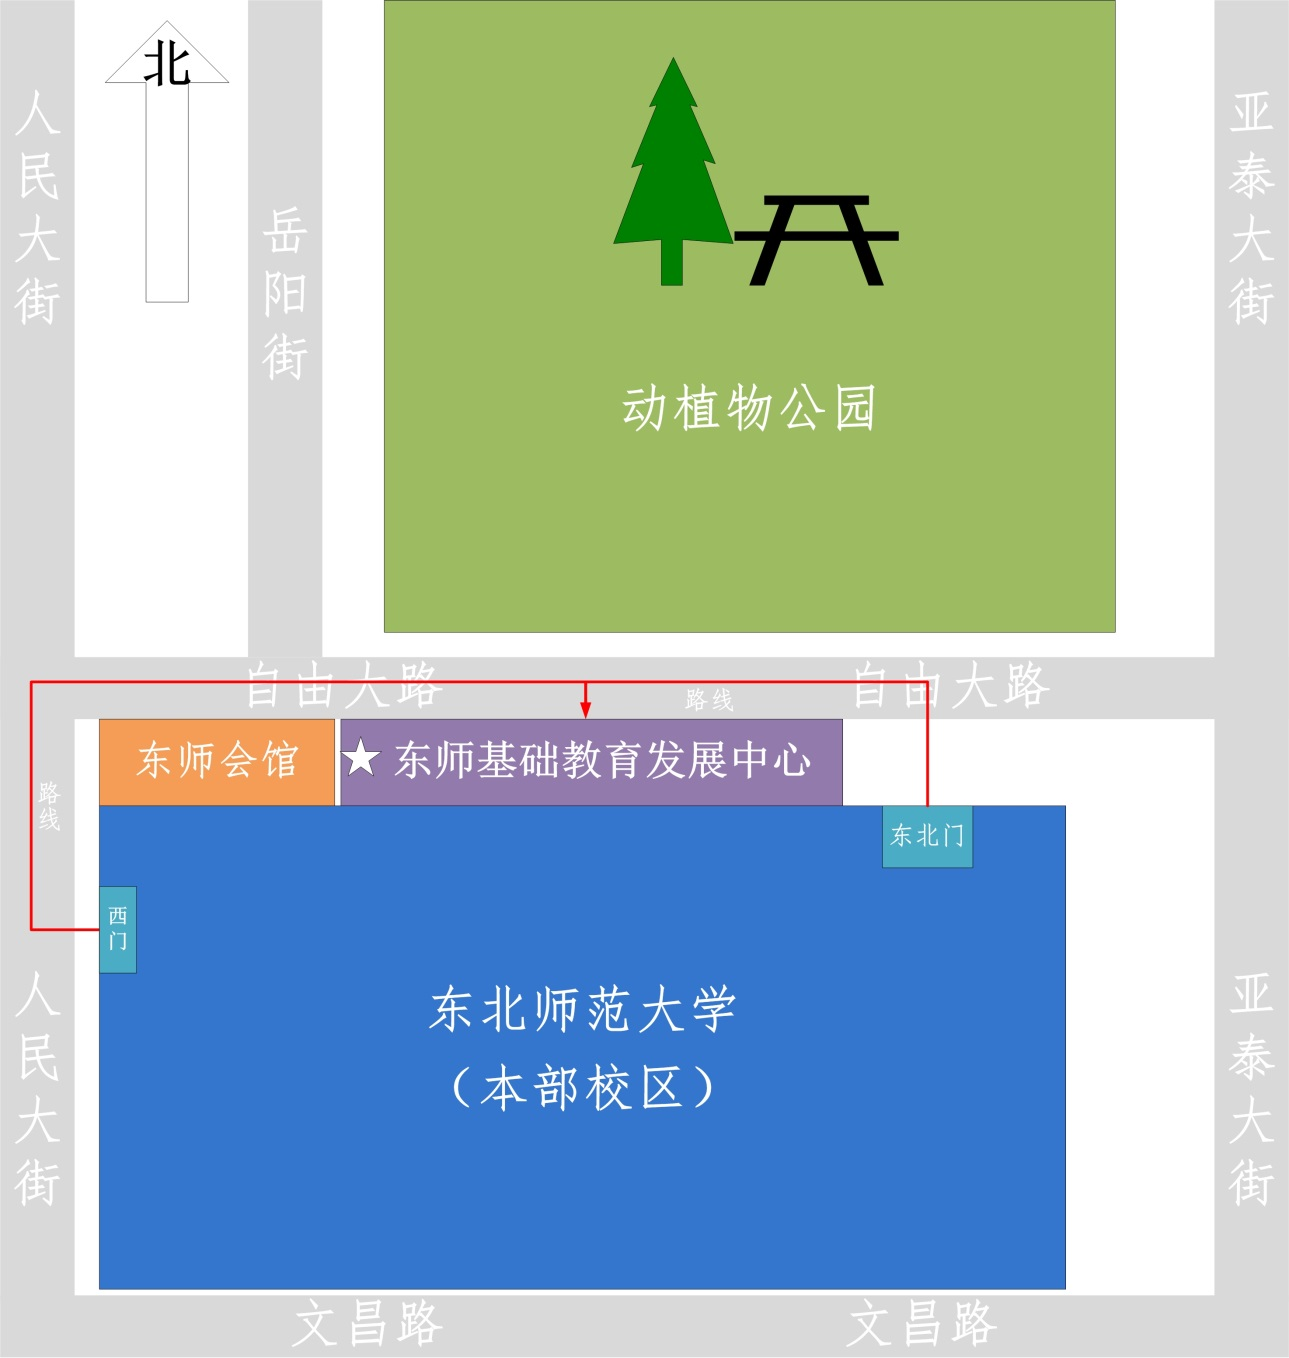 北
人民大街
岳阳街
亚泰大街
动植物公园
自由大路
路线
自由大路
东师会馆
东师基础教育发展中心
路线
东北门
西门
东北师范大学
（本部校区）
人民大街
亚泰大街
文昌路
文昌路